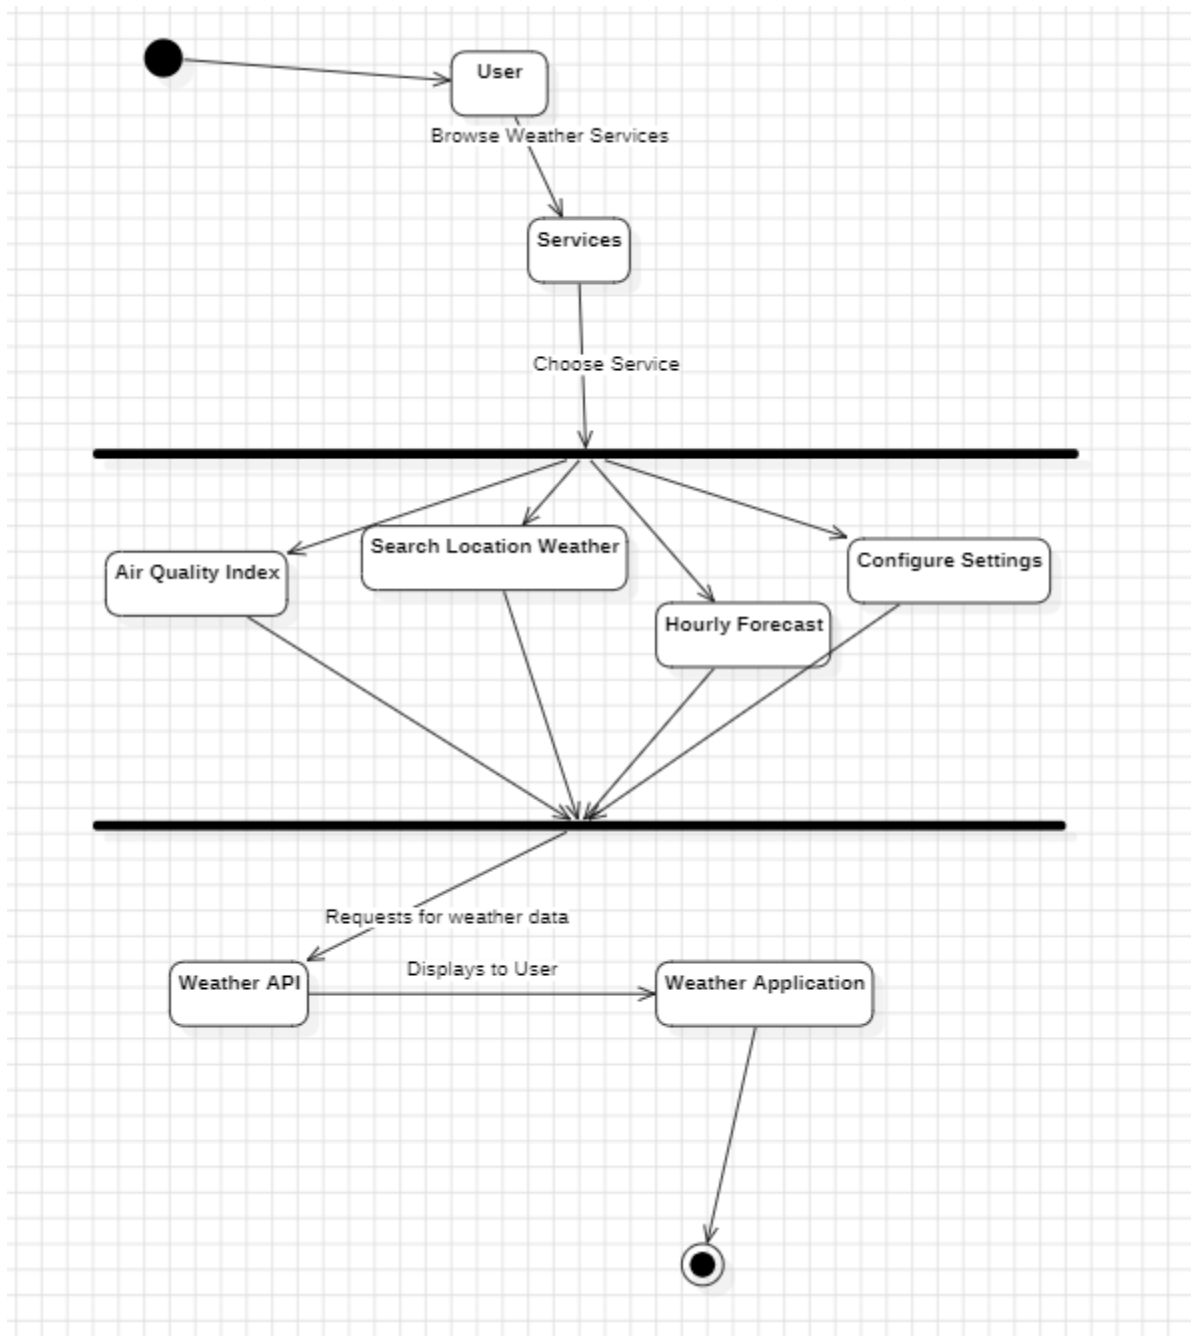 User
Browse Weather Services
Services
Choose Service
Search Location Weather
Configure Settings
Air Quality Index
Hourly Forecast
Requests for weather data
Displays to User
Weather API
Weather Application